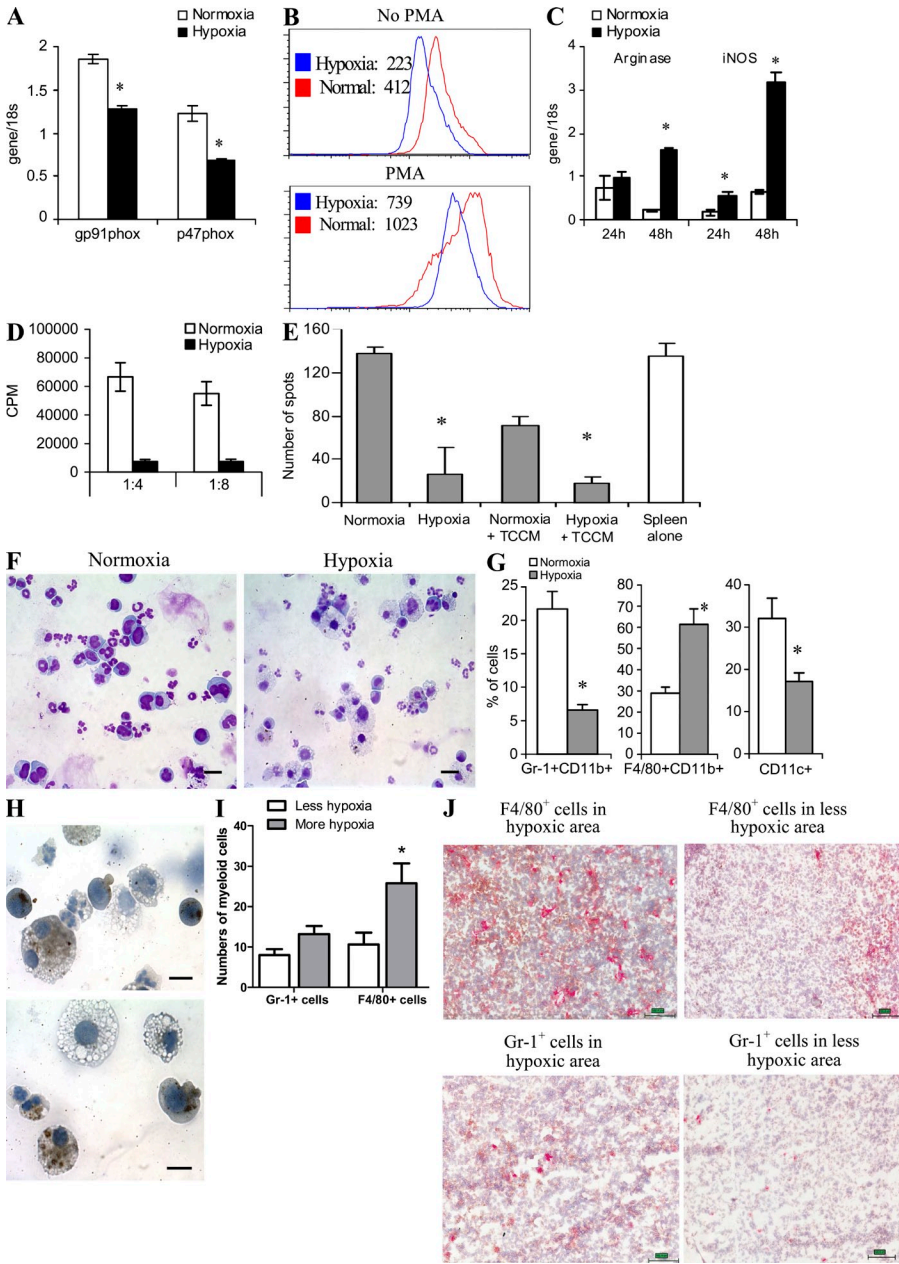 A
Normoxia
Hypoxia
gene/18s
2
1.5
1
0.5
0
*
*
gp91phox
p47phox
B
No PMA
Hypoxia: 223
Normal: 412
PMA
Hypoxia: 739
Normal: 1023
C
Normoxia
Hypoxia
gene/18s
4
3
2
1
0
Arginase
iNOS
*
*
*
24h
48h
24h
48h
D
Normoxia
Hypoxia
CPM
100000
80000
60000
40000
20000
0
1:4
1:8
E
Number of spots
160
120
80
40
0
*
*
Normoxia
Hypoxia
Normoxia
+ TCCM
Hypoxia
+ TCCM
Spleen
alone
F
Normoxia
Hypoxia
G
Normoxia
Hypoxia
% of cells
25
20
15
10
5
0
*
Gr-1+CD11b+
80
70
60
50
40
30
20
10
0
*
F4/80+CD11b+
40
30
20
10
0
*
CD11c+
H
I
Less hypoxia
More hypoxia
Numbers of myeloid cells
40
30
20
10
0
*
Gr-1+ cells
F4/80+ cells
J
F4/80⁺ cells in
hypoxic area
F4/80⁺ cells in less
hypoxic area
Gr-1⁺ cells in
hypoxic area
Gr-1⁺ cells in less
hypoxic area